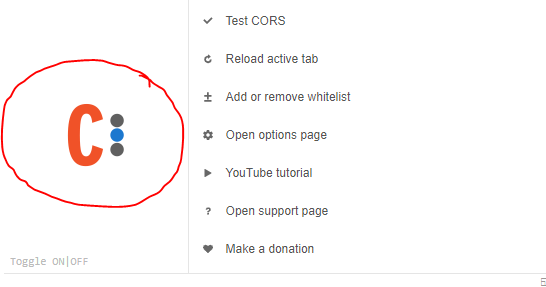 Test CORS
Reload active tab
Add or remove whitelist
Open options page
YouTube tutorial
? Open support page
Make a donation
C
Toggle ON|OFF